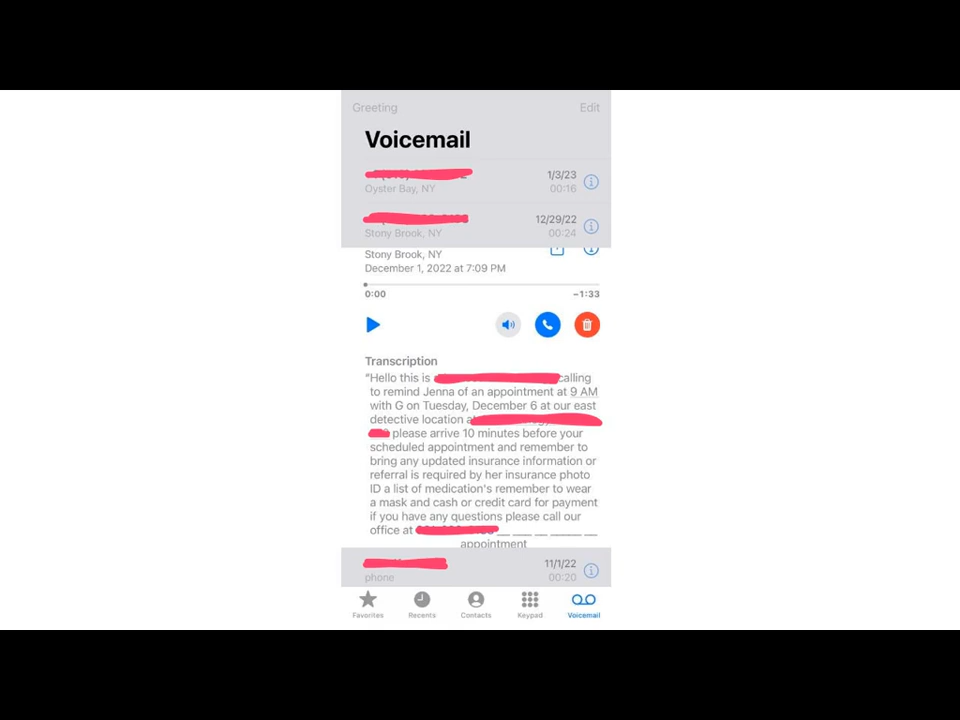 Greeting Edit
Voicemail
1/3/23
Oyster Bay, NY 00:16
12/29/22
Stony Brook, NY 00:24
Stony Brook, NY
December 1, 2022 at 7:09 PM
0:00 −1:33
Transcription
“Hello this is calling
to remind Jenna of an appointment at 9 AM
with G on Tuesday, December 6 at our east
detective location at
please arrive 10 minutes before your
scheduled appointment and remember to
bring any updated insurance information or
referral is required by her insurance photo
ID a list of medication's remember to wear
a mask and cash or credit card for payment
if you have any questions please call our
office at __ ___ __ _____ __
appointment
11/1/22
phone 00:20
Favorites Recents Contacts Keypad Voicemail